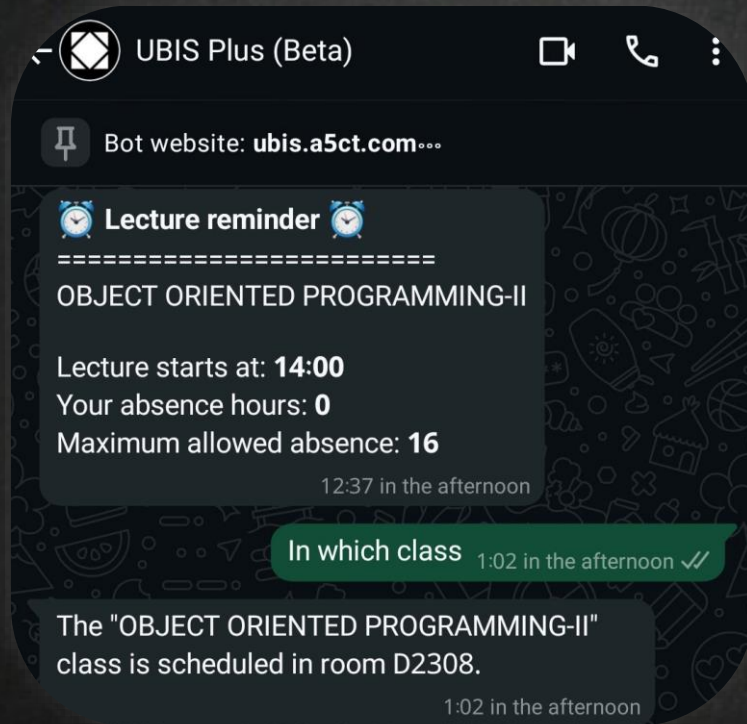 UBIS Plus (Beta)
Bot website: ubis.a5ct.com
⏰ Lecture reminder ⏰
=========================
OBJECT ORIENTED PROGRAMMING-II
Lecture starts at: 14:00
Your absence hours: 0
Maximum allowed absence: 16
12:37 in the afternoon
In which class
1:02 in the afternoon
The "OBJECT ORIENTED PROGRAMMING-II"
class is scheduled in room D2308.
1:02 in the afternoon